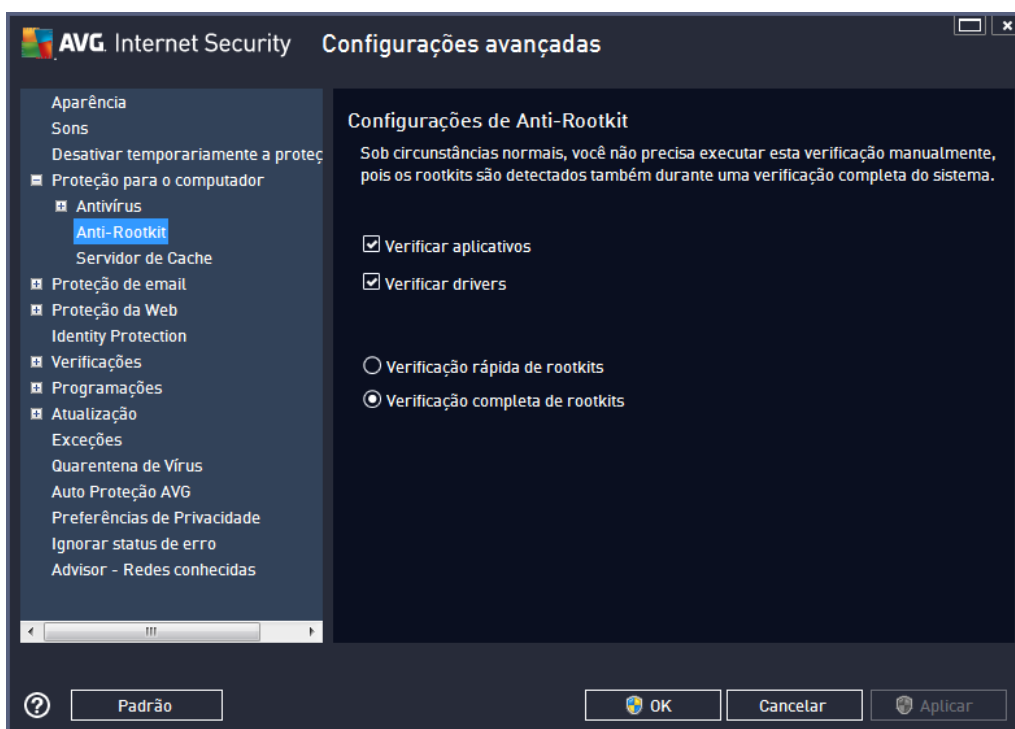 AVG. Internet Security
Configurações avançadas
Aparência
Sons
Desativar temporariamente a proteç
Proteção para o computador
Antivírus
Anti-Rootkit
Servidor de Cache
Proteção de email
Proteção da Web
Identity Protection
Verificações
Programações
Atualização
Exceções
Quarentena de Vírus
Auto Proteção AVG
Preferências de Privacidade
Ignorar status de erro
Advisor - Redes conhecidas
Configurações de Anti-Rootkit
Sob circunstâncias normais, você não precisa executar esta verificação manualmente,
pois os rootkits são detectados também durante uma verificação completa do sistema.
Verificar aplicativos
Verificar drivers
Verificação rápida de rootkits
Verificação completa de rootkits
Padrão
OK
Cancelar
Aplicar